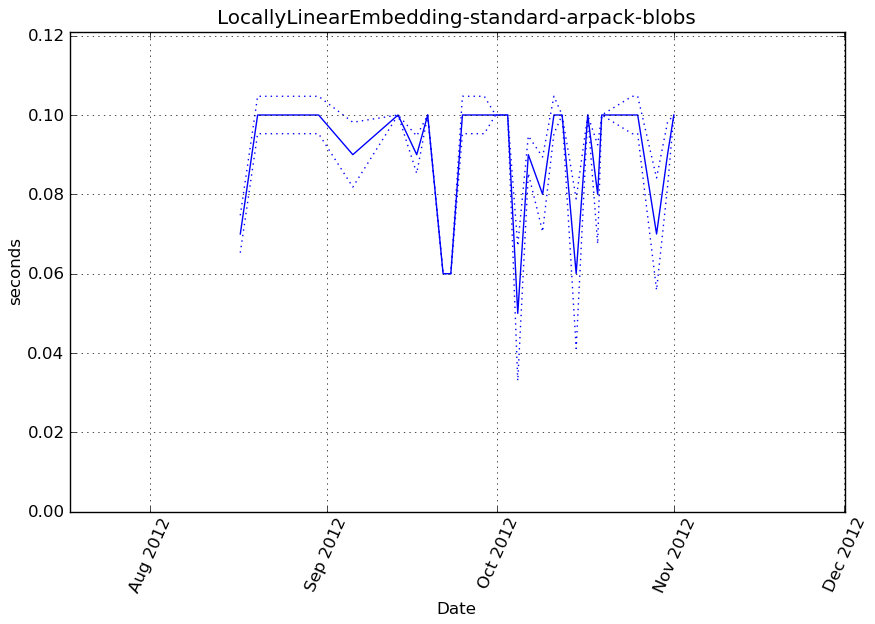 LocallyLinearEmbedding-standard-arpack-blobs
0.12
0.10
0.08
0.06
0.04
0.02
0.00
seconds
Aug 2012
Sep 2012
Oct 2012
Nov 2012
Dec 2012
Date